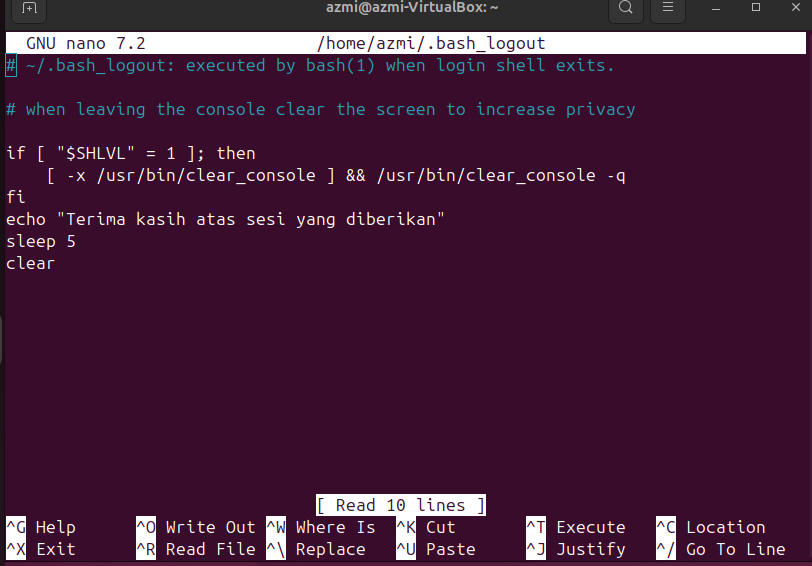 azmi@azmi-VirtualBox: ~
GNU nano 7.2 /home/azmi/.bash_logout
# ~/.bash_logout: executed by bash(1) when login shell exits.
# when leaving the console clear the screen to increase privacy
if [ "$SHLVL" = 1 ]; then
[ -x /usr/bin/clear_console ] && /usr/bin/clear_console -q
fi
echo "Terima kasih atas sesi yang diberikan"
sleep 5
clear
[ Read 10 lines ]
^G Help ^O Write Out ^W Where Is ^K Cut ^T Execute ^C Location
^X Exit ^R Read File ^\ Replace ^U Paste ^J Justify ^/ Go To Line